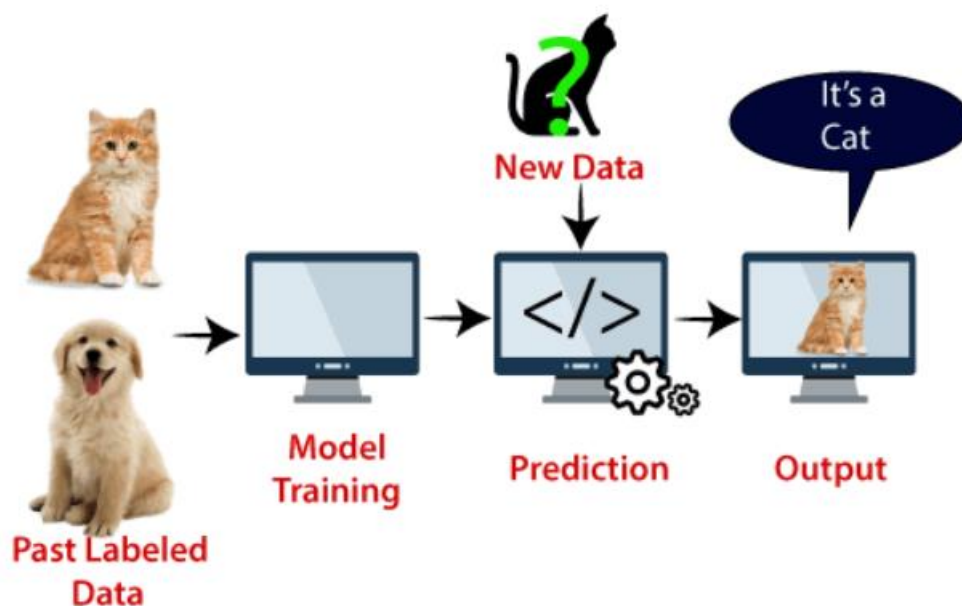 ?
New Data
It's a
Cat
</>
Model
Training
Prediction
Output
Past Labeled
Data